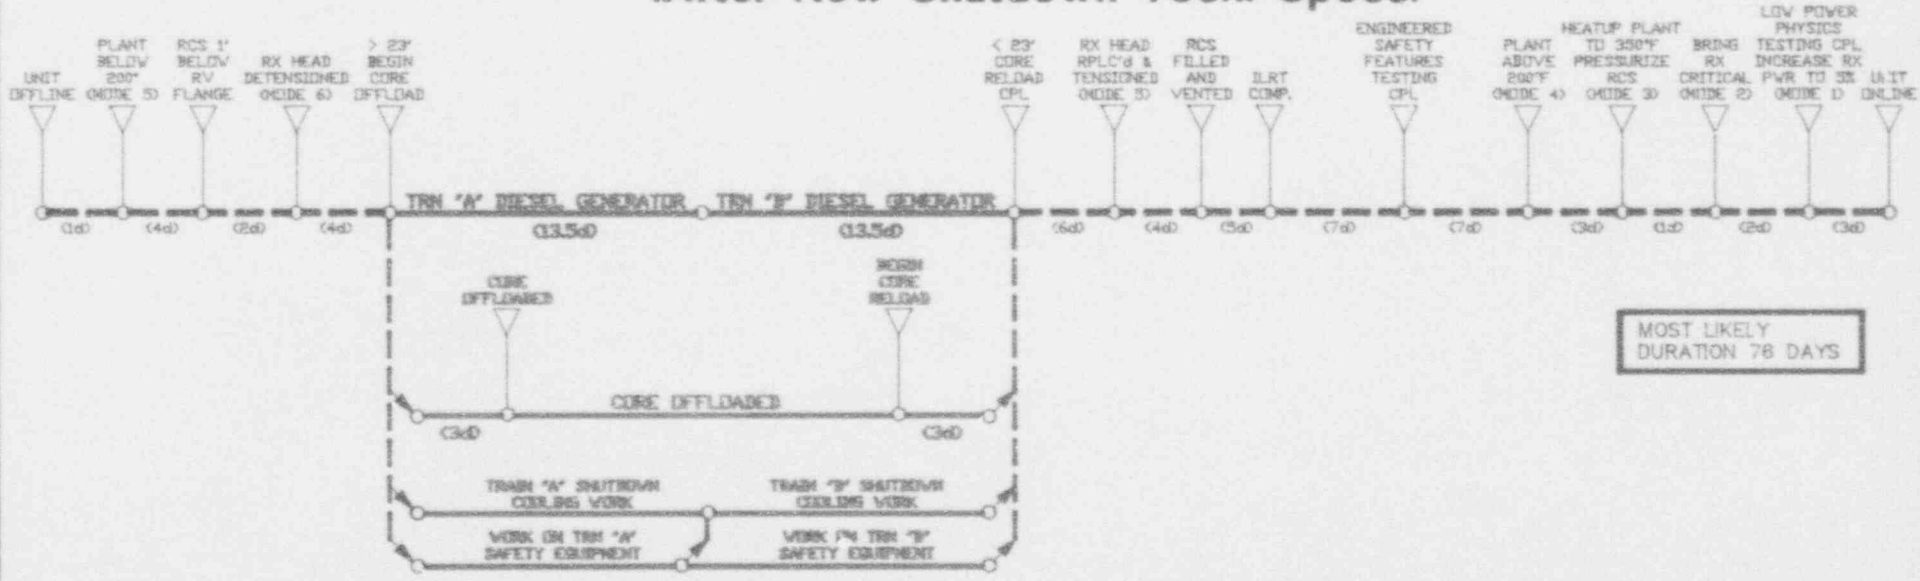 (After New Shutdown Tech. Specs.)
UNIT
OFFLINE
PLANT
BELOW
200°
(MODE 5)
RCS 1'
BELOW
RV
FLANGE
RX HEAD
DETENSIONED
(MODE 6)
> 23'
BEGIN
CORE
OFFLOAD
< 23'
CORE
RELOAD
CPL
RX HEAD
RPLC'd &
TENSIONED
(MODE 5)
RCS
FILLED
AND
VENTED
ILRT
COMP.
ENGINEERED
SAFETY
FEATURES
TESTING
CPL
PLANT
ABOVE
200°F
(MODE 4)
HEATUP PLANT
TO 350°F
PRESSURIZE
RCS
(MODE 3)
BRING
RX
CRITICAL
(MODE 2)
LOW POWER
PHYSICS
TESTING CPL
INCREASE RX
PWR TO 5%
(MODE 1)
UNIT
ONLINE
TRN "A" DIESEL GENERATOR
TRN "B" DIESEL GENERATOR
(1d)
(4d)
(2d)
(4d)
(13.5d)
(13.5d)
(6d)
(4d)
(5d)
(7d)
(7d)
(3d)
(1d)
(2d)
(3d)
CORE
OFFLOADED
BEGIN
CORE
RELOAD
MOST LIKELY
DURATION 78 DAYS
CORE OFFLOADED
(3d)
(3d)
TRAIN "A" SHUTDOWN
COOLING WORK
TRAIN "B" SHUTDOWN
COOLING WORK
WORK ON TRN "A"
SAFETY EQUIPMENT
WORK ON TRN "B"
SAFETY EQUIPMENT